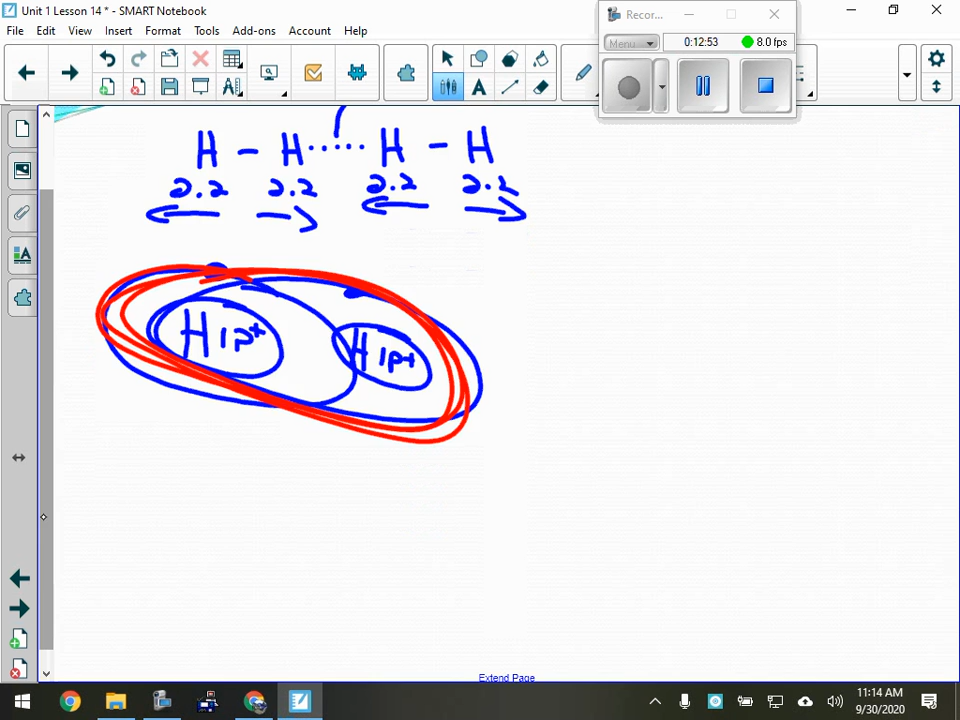 Unit 1 Lesson 14 * - SMART Notebook
File Edit View Insert Format Tools Add-ons Account Help
Recor...
Menu
0:12:53
8.0 fps
H - H ..... H - H
2.2 2.2 2.2 2.2
H 1p+ H 1p+
Extend Page
11:14 AM
9/30/2020